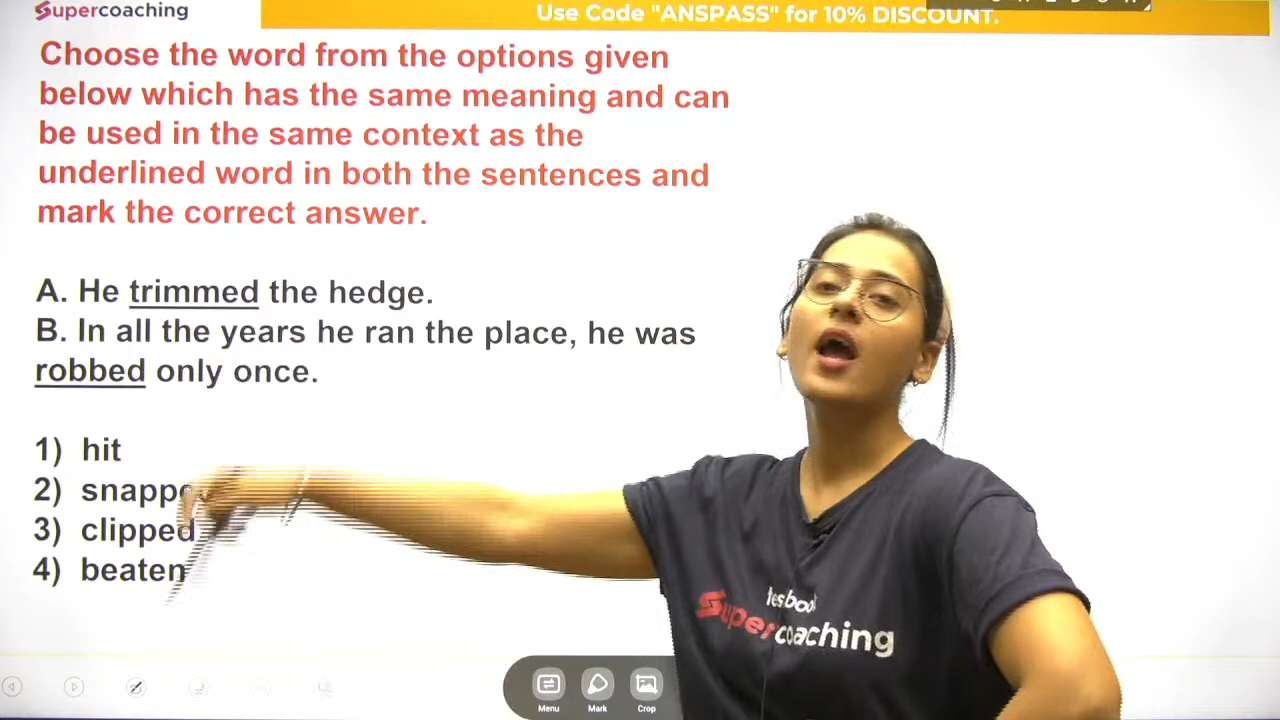 Supercoaching
Use Code "ANSPASS" for 10% DISCOUNT.
Choose the word from the options given
below which has the same meaning and can
be used in the same context as the
underlined word in both the sentences and
mark the correct answer.
A. He trimmed the hedge.
B. In all the years he ran the place, he was
robbed only once.
1) hit
2)
3) clipped
4) beaten
Supercoaching
Menu Mark Crop